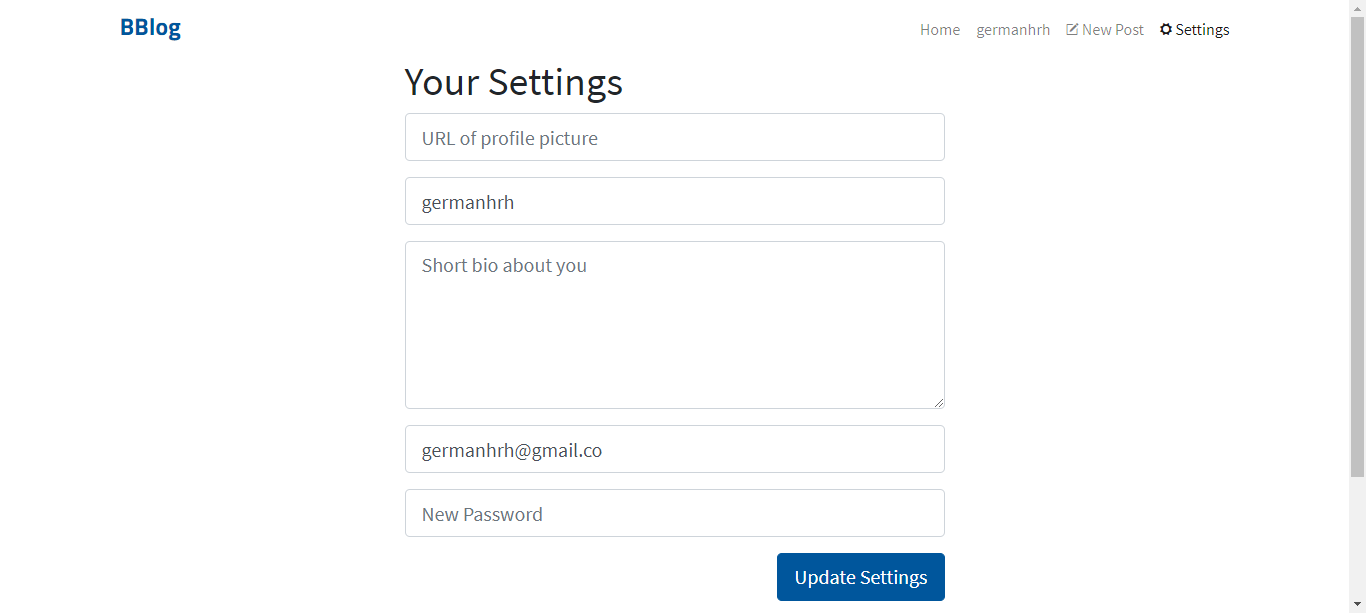 BBlog
Home germanhrh New Post Settings
Your Settings
URL of profile picture
germanhrh
Short bio about you
germanhrh@gmail.co
New Password
Update Settings